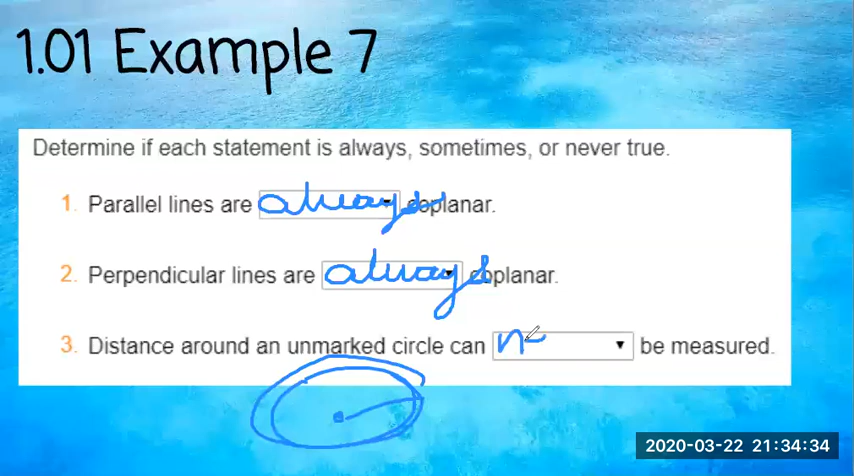 1.01 Example 7
Determine if each statement is always, sometimes, or never true.
1. Parallel lines are always coplanar.
2. Perpendicular lines are always coplanar.
3. Distance around an unmarked circle can be measured.
2020-03-22 21:34:34